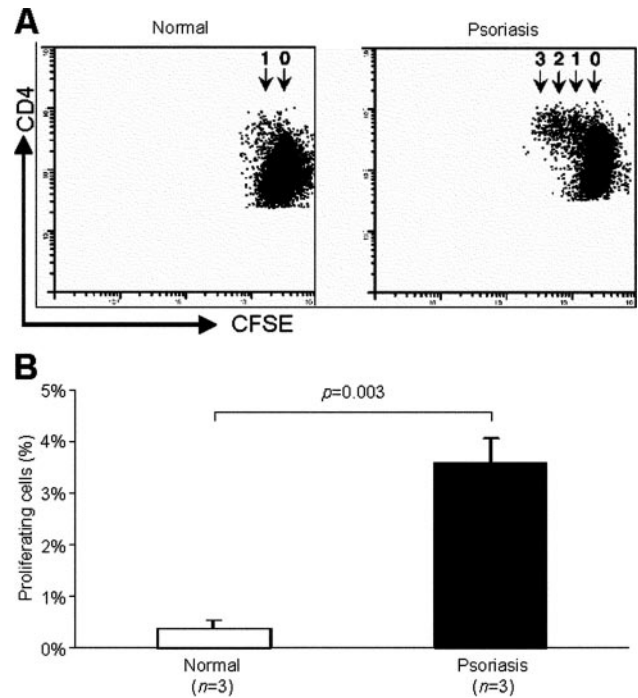 A
Normal
Psoriasis
1 0
3 2 1 0
CD4
CFSE
B
5%
4%
3%
2%
1%
0%
Proliferating cells (%)
p=0.003
Normal
(n=3)
Psoriasis
(n=3)